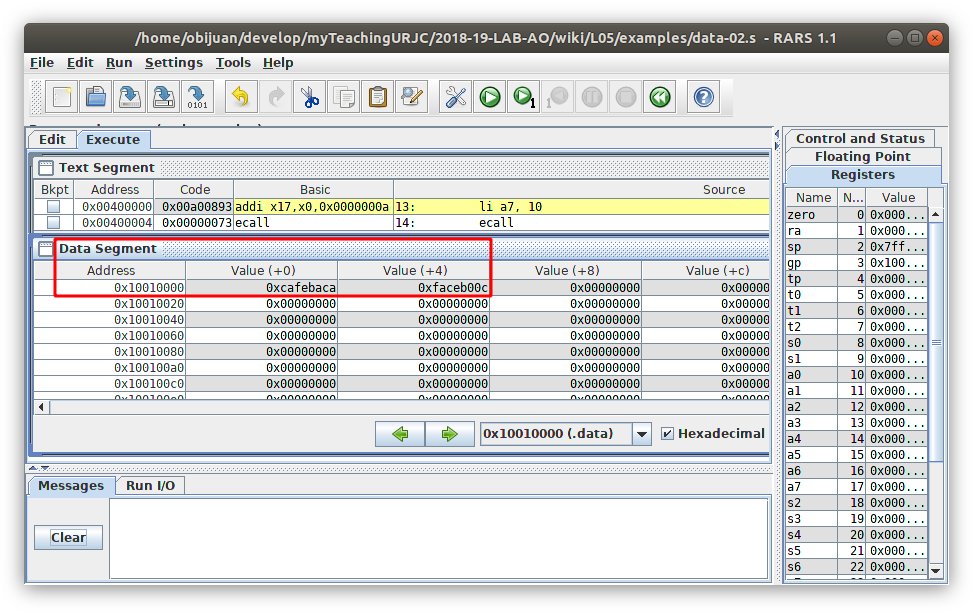 /home/obijuan/develop/myTeachingURJC/2018-19-LAB-AO/wiki/L05/examples/data-02.s - RARS 1.1
File Edit Run Settings Tools Help
0101 1 1 ?
Edit Execute
Text Segment
Bkpt Address Code Basic Source
0x00400000 0x00a00893 addi x17,x0,0x0000000a 13: li a7, 10
0x00400004 0x00000073 ecall 14: ecall
Data Segment
Address Value (+0) Value (+4) Value (+8) Value (+c)
0x10010000 0xcafebaca 0xfaceb00c 0x00000000 0x00000
0x10010020 0x00000000 0x00000000 0x00000000 0x00000
0x10010040 0x00000000 0x00000000 0x00000000 0x00000
0x10010060 0x00000000 0x00000000 0x00000000 0x00000
0x10010080 0x00000000 0x00000000 0x00000000 0x00000
0x100100a0 0x00000000 0x00000000 0x00000000 0x00000
0x100100c0 0x00000000 0x00000000 0x00000000 0x00000
0x100100e0 0x00000000 0x00000000 0x00000000 0x00000
0x10010000 (.data) Hexadecimal
Messages Run I/O
Clear
Control and Status
Floating Point
Registers
Name N... Value
zero 0 0x000...
ra 1 0x000...
sp 2 0x7ff...
gp 3 0x100...
tp 4 0x000...
t0 5 0x000...
t1 6 0x000...
t2 7 0x000...
s0 8 0x000...
s1 9 0x000...
a0 10 0x000...
a1 11 0x000...
a2 12 0x000...
a3 13 0x000...
a4 14 0x000...
a5 15 0x000...
a6 16 0x000...
a7 17 0x000...
s2 18 0x000...
s3 19 0x000...
s4 20 0x000...
s5 21 0x000...
s6 22 0x000...